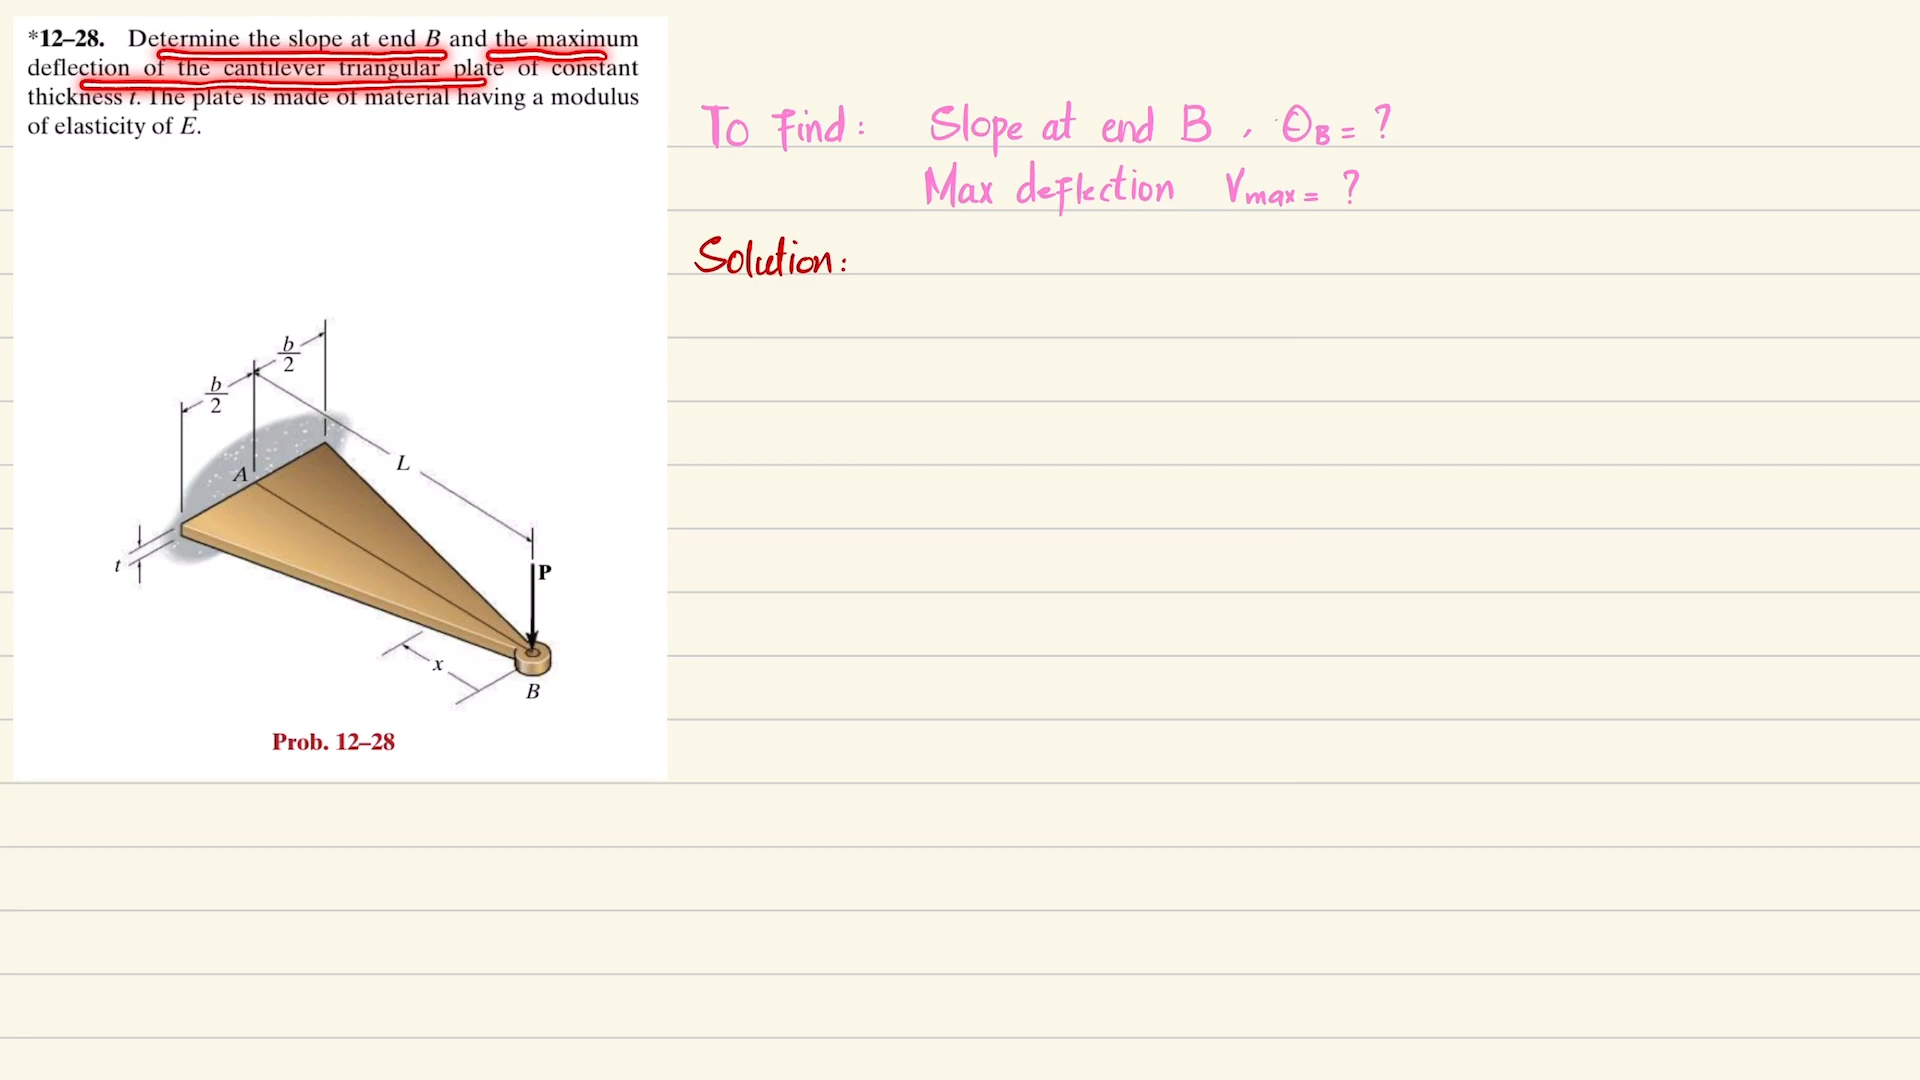 *12–28. Determine the slope at end B and the maximum
deflection of the cantilever triangular plate of constant
thickness t. The plate is made of material having a modulus
of elasticity of E.
To Find: Slope at end B , ΘB = ?
Max deflection Vmax = ?
Solution:
b/2
b/2
A
L
t
P
x
B
Prob. 12–28